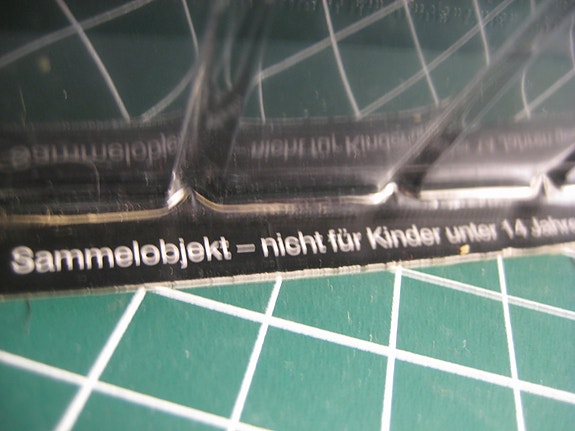 Sammelobjekt – nicht für Kinder unter 14 Jahre